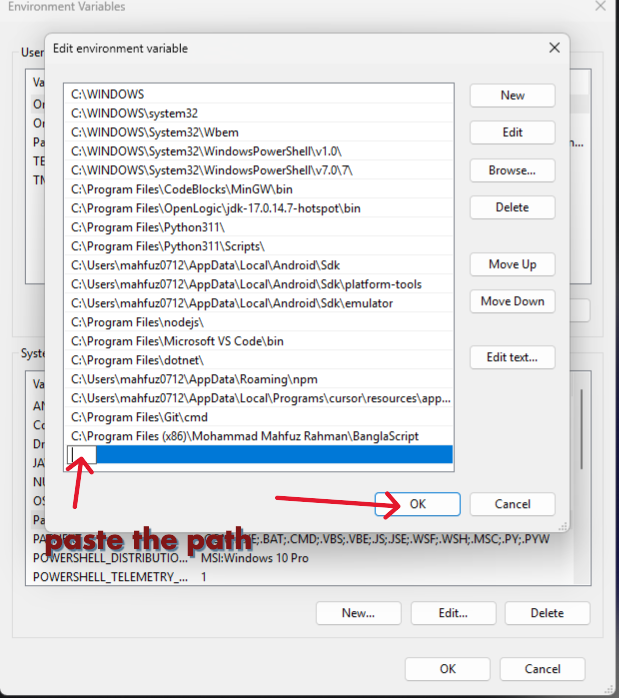 Environment Variables
Edit environment variable
User
Va
On
On
Pa
TE
TM
n...
C:\WINDOWS
C:\WINDOWS\system32
C:\WINDOWS\System32\Wbem
C:\WINDOWS\System32\WindowsPowerShell\v1.0\
C:\WINDOWS\System32\WindowsPowerShell\v7.0\7\
C:\Program Files\CodeBlocks\MinGW\bin
C:\Program Files\OpenLogic\jdk-17.0.14.7-hotspot\bin
C:\Program Files\Python311\
C:\Program Files\Python311\Scripts\
C:\Users\mahfuz0712\AppData\Local\Android\Sdk
C:\Users\mahfuz0712\AppData\Local\Android\Sdk\platform-tools
C:\Users\mahfuz0712\AppData\Local\Android\Sdk\emulator
C:\Program Files\nodejs\
C:\Program Files\Microsoft VS Code\bin
C:\Program Files\dotnet\
C:\Users\mahfuz0712\AppData\Roaming\npm
C:\Users\mahfuz0712\AppData\Local\Programs\cursor\resources\app...
C:\Program Files\Git\cmd
C:\Program Files (x86)\Mohammad Mahfuz Rahman\BanglaScript
New
Edit
Browse...
Delete
Move Up
Move Down
Edit text...
OK
Cancel
Syste
Va
Co
Dr
JA
NU
OS
Pa
paste the path
.BAT;.CMD;.VBS;.VBE;.JS;.JSE;.WSF;.WSH;.MSC;.PY;.PYW
POWERSHELL_DISTRIBUTIO... MSI:Windows 10 Pro
POWERSHELL_TELEMETRY_... 1
New...
Edit...
Delete
OK
Cancel